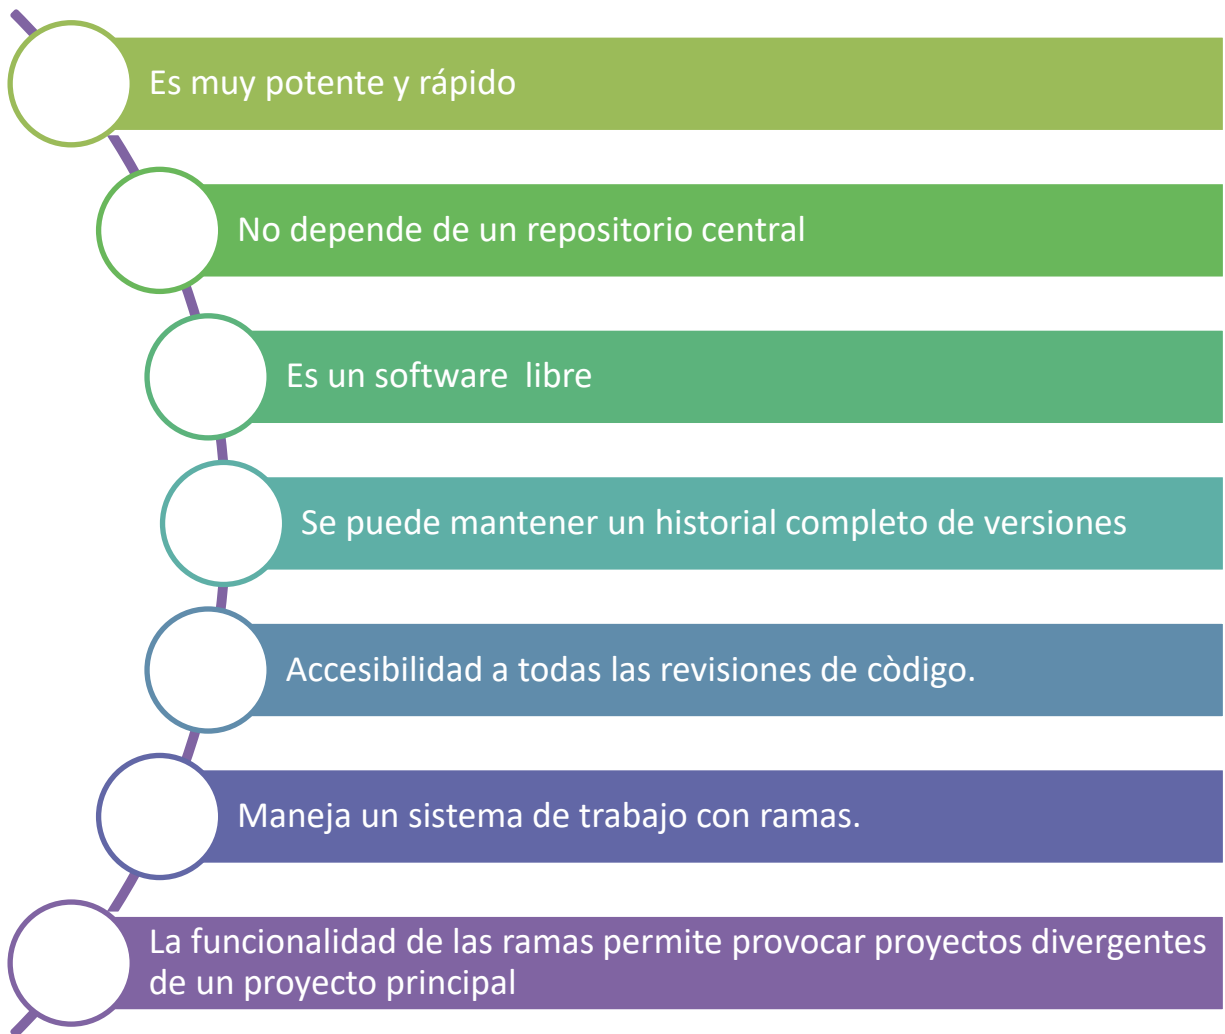 Es muy potente y rápido
No depende de un repositorio central
Es un software  libre
Se puede mantener un historial completo de versiones
Accesibilidad a todas las revisiones de còdigo.
Maneja un sistema de trabajo con ramas.
La funcionalidad de las ramas permite provocar proyectos divergentes
de un proyecto principal